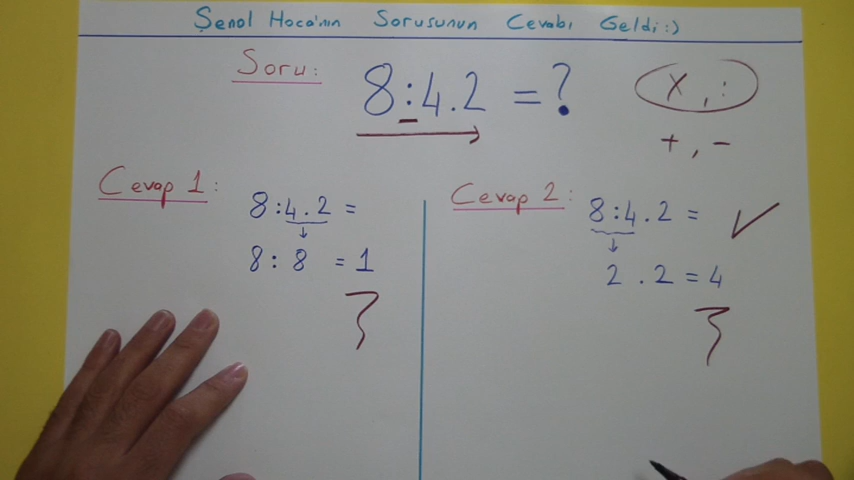 Şenol Hoca'nın Sorusunun Cevabı Geldi:)
Soru: 8:4.2 = ?
x, :
+, -
Cevap 1:
8:4.2 =
8:8 = 1
Cevap 2:
8:4.2 =
2.2 = 4